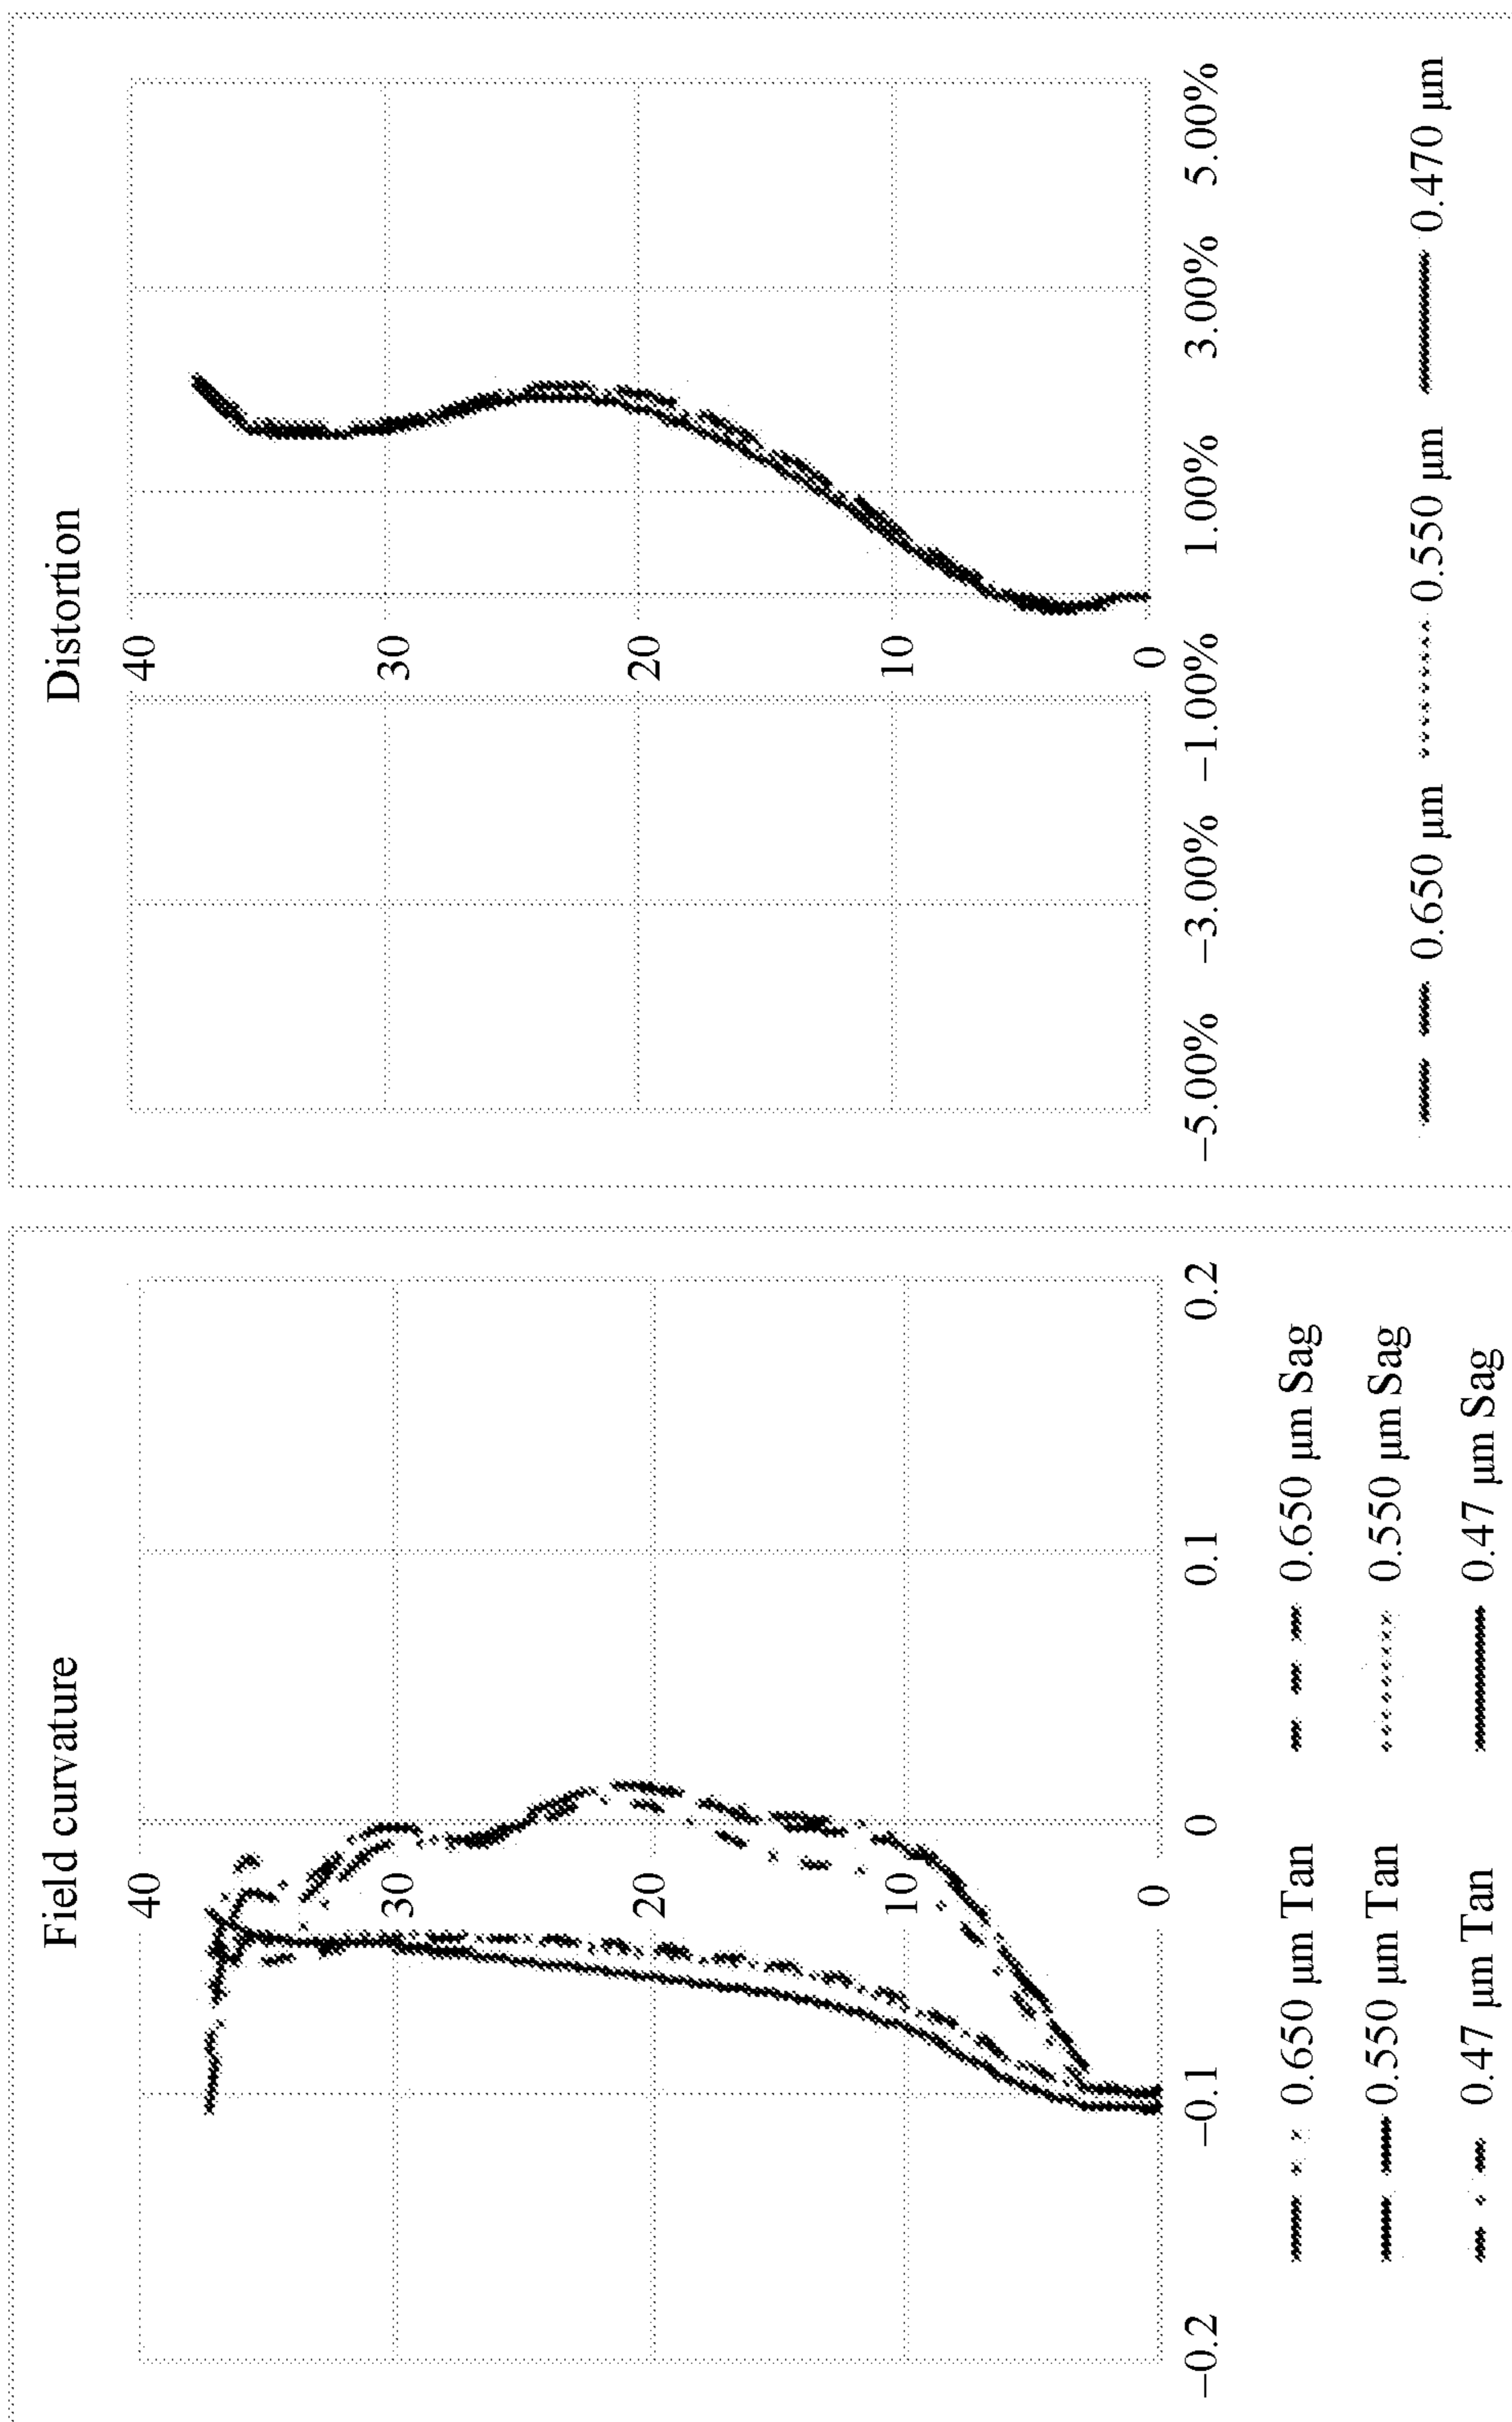 Field curvature
40
30
20
10
0
−0.2
−0.1
0
0.1
0.2
0.650 μm Tan
0.650 μm Sag
0.550 μm Tan
0.550 μm Sag
0.47 μm Tan
0.47 μm Sag
Distortion
40
30
20
10
0
−5.00%
−3.00%
−1.00%
1.00%
3.00%
5.00%
0.650 μm
0.550 μm
0.470 μm